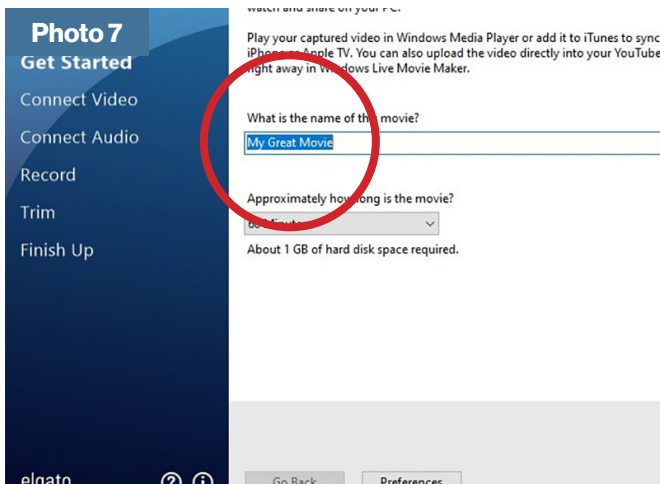 Photo 7
Get Started
Connect Video
Connect Audio
Record
Trim
Finish Up
elgato
watch and share on your PC.
Play your captured video in Windows Media Player or add it to iTunes to sync
iPhone or Apple TV. You can also upload the video directly into your YouTube
right away in Windows Live Movie Maker.
What is the name of the movie?
My Great Movie
Approximately how long is the movie?
60 Minutes
About 1 GB of hard disk space required.
Go Back
Preferences